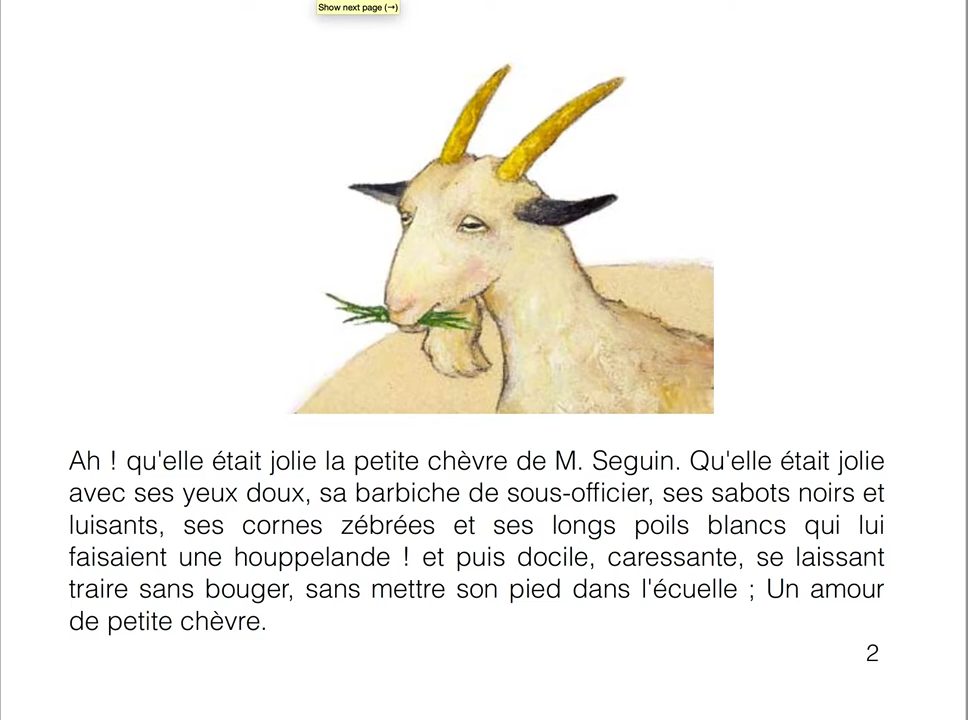 Show next page (→)
Ah ! qu'elle était jolie la petite chèvre de M. Seguin. Qu'elle était jolie
avec ses yeux doux, sa barbiche de sous-officier, ses sabots noirs et
luisants, ses cornes zébrées et ses longs poils blancs qui lui
faisaient une houppelande ! et puis docile, caressante, se laissant
traire sans bouger, sans mettre son pied dans l'écuelle ; Un amour
de petite chèvre.
2